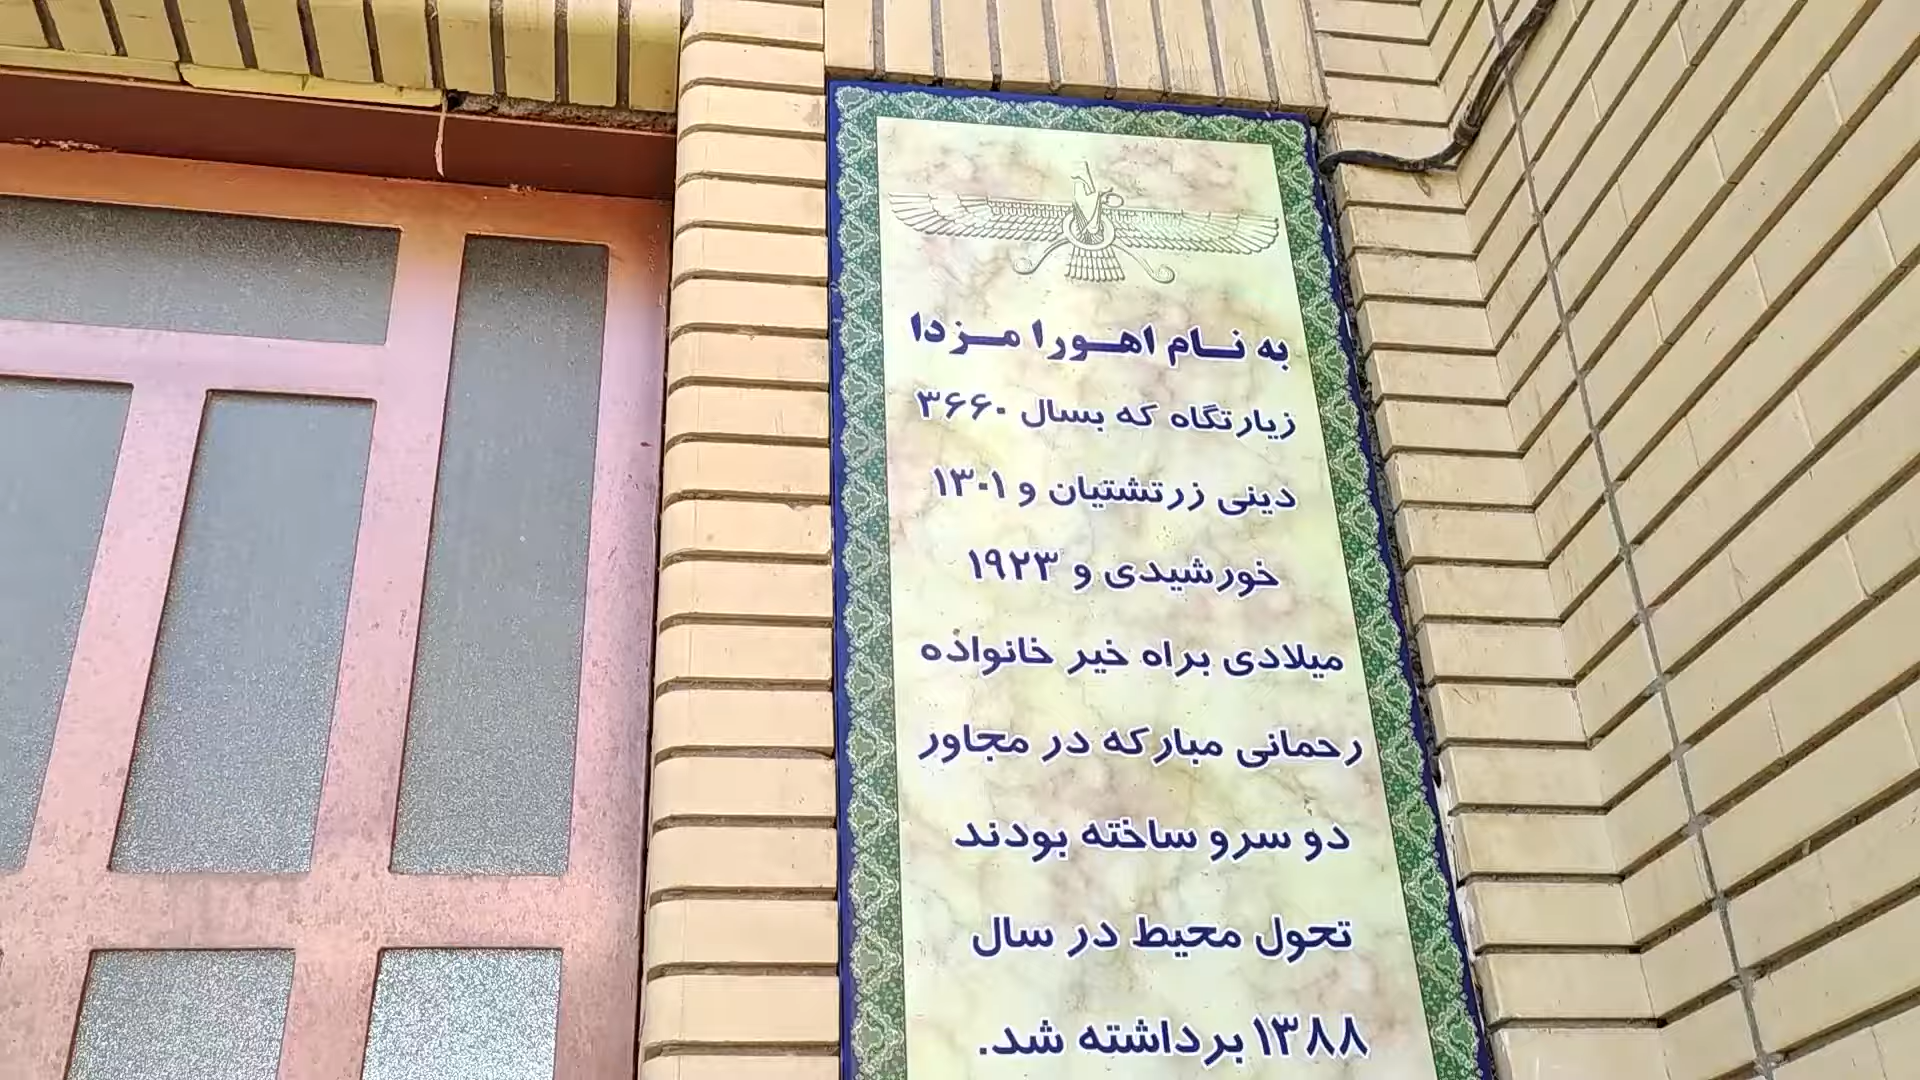 به نام اهورا مزدا
زیارتگاه که بسال ۳۶۶۰
دینی زرتشتیان و ۱۳۰۱
خورشیدی و ۱۹۲۳
میلادی براه خیر خانواده
رحمانی مبارکه در مجاور
دو سرو ساخته بودند
تحول محیط در سال
۱۳۸۸ برداشته شد.